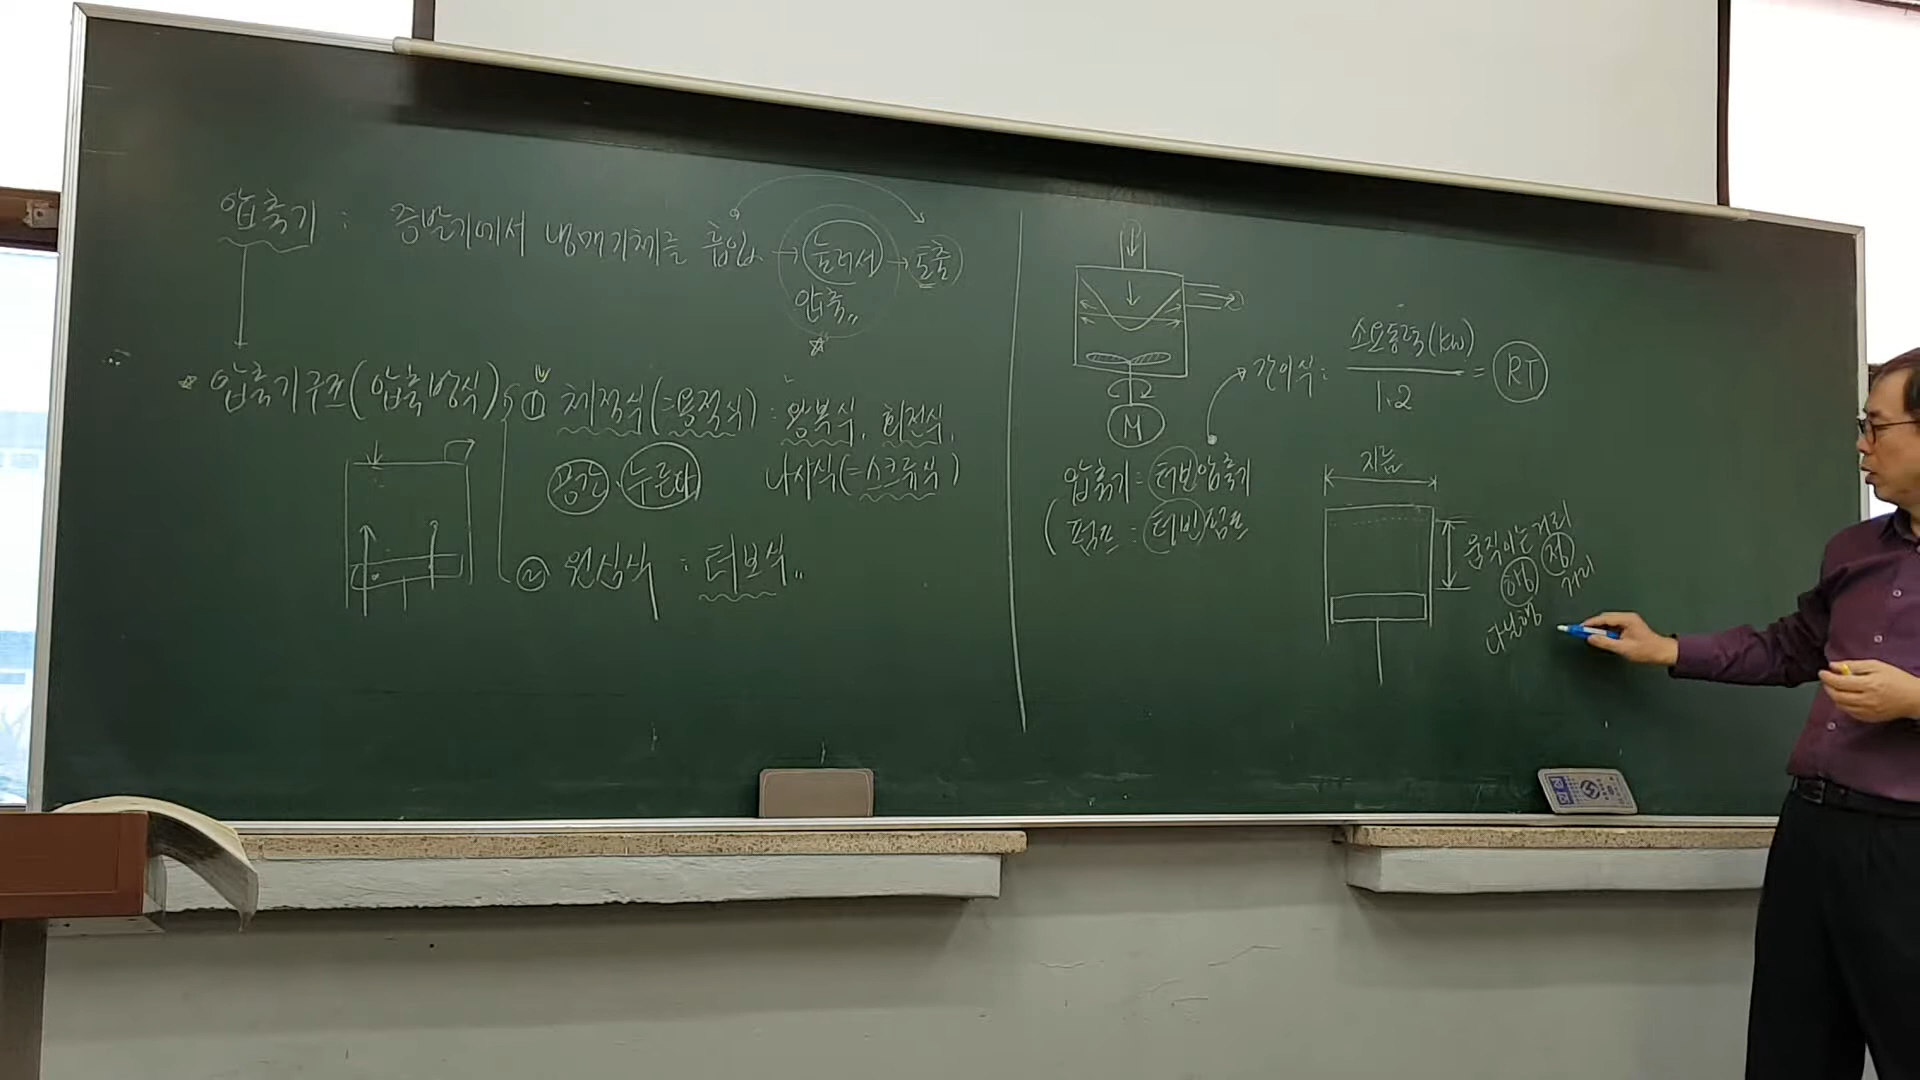 압축기 : 증발기에서 냉매기체를 흡입 → 눌러서 → 토출
압축
압축기구조(압축방식) ① 체적식(=용적식) : 왕복식, 회전식,
공간 누른다 나사식(=스크류식)
② 원심식 : 터보식
M
압축기 : 터빈압축기
펌프 : 터빈펌프
간이식 : 소요동력(kW) / 1.2 = RT
지름
움직이는거리
행 정
거리